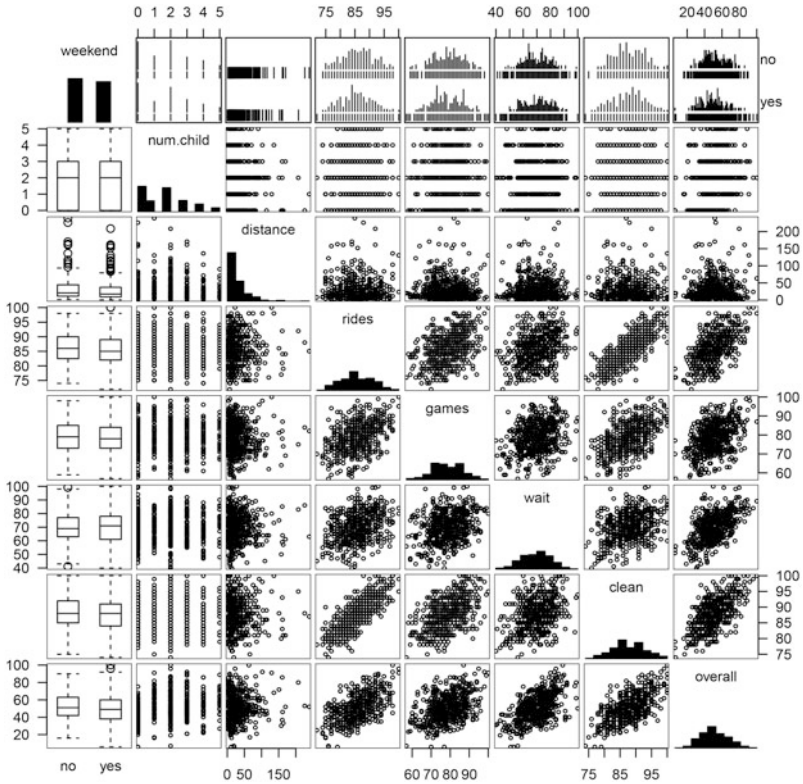 0 1 2 3 4 5
75 85 95
40 60 80 100
20 40 60 80
weekend
no
yes
num.child
5
4
3
2
1
0
distance
200
150
100
50
0
rides
100
95
90
85
80
75
games
100
90
80
70
60
wait
100
90
80
70
60
50
40
clean
100
95
90
85
80
75
overall
100
80
60
40
20
no yes
0 50 150
60 70 80 90
75 85 95